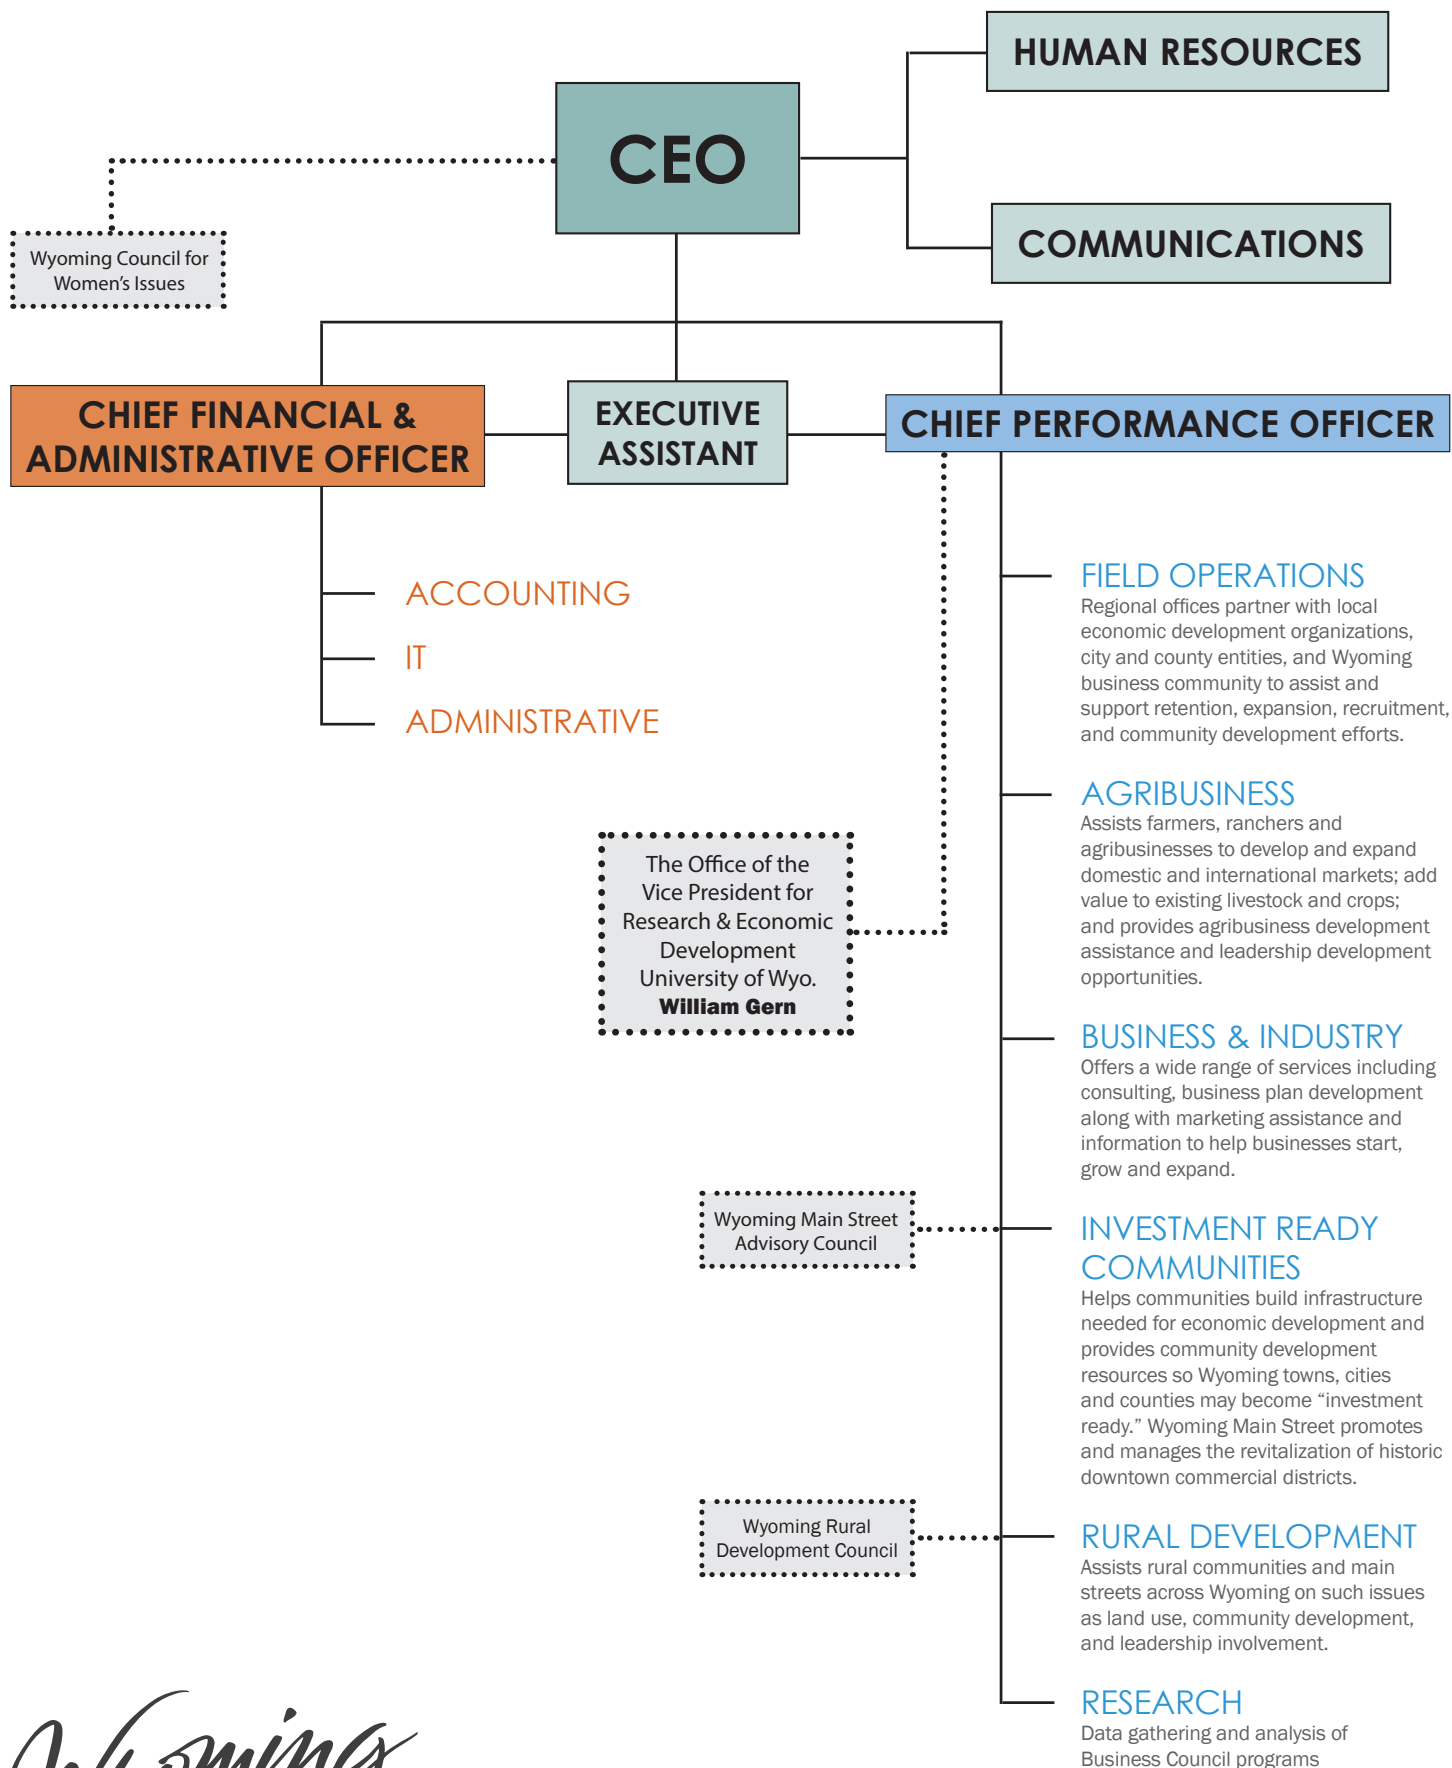 HUMAN RESOURCES
CEO
COMMUNICATIONS
Wyoming Council for
Women's Issues
CHIEF FINANCIAL &
ADMINISTRATIVE OFFICER
EXECUTIVE
ASSISTANT
CHIEF PERFORMANCE OFFICER
ACCOUNTING
IT
ADMINISTRATIVE
FIELD OPERATIONS
Regional offices partner with local
economic development organizations,
city and county entities, and Wyoming
business community to assist and
support retention, expansion, recruitment,
and community development efforts.
AGRIBUSINESS
Assists farmers, ranchers and
agribusinesses to develop and expand
domestic and international markets; add
value to existing livestock and crops;
and provides agribusiness development
assistance and leadership development
opportunities.
The Office of the
Vice President for
Research & Economic
Development
University of Wyo.
William Gern
BUSINESS & INDUSTRY
Offers a wide range of services including
consulting, business plan development
along with marketing assistance and
information to help businesses start,
grow and expand.
Wyoming Main Street
Advisory Council
INVESTMENT READY
COMMUNITIES
Helps communities build infrastructure
needed for economic development and
provides community development
resources so Wyoming towns, cities
and counties may become “investment
ready.” Wyoming Main Street promotes
and manages the revitalization of historic
downtown commercial districts.
Wyoming Rural
Development Council
RURAL DEVELOPMENT
Assists rural communities and main
streets across Wyoming on such issues
as land use, community development,
and leadership involvement.
RESEARCH
Data gathering and analysis of
Business Council programs
Wyoming